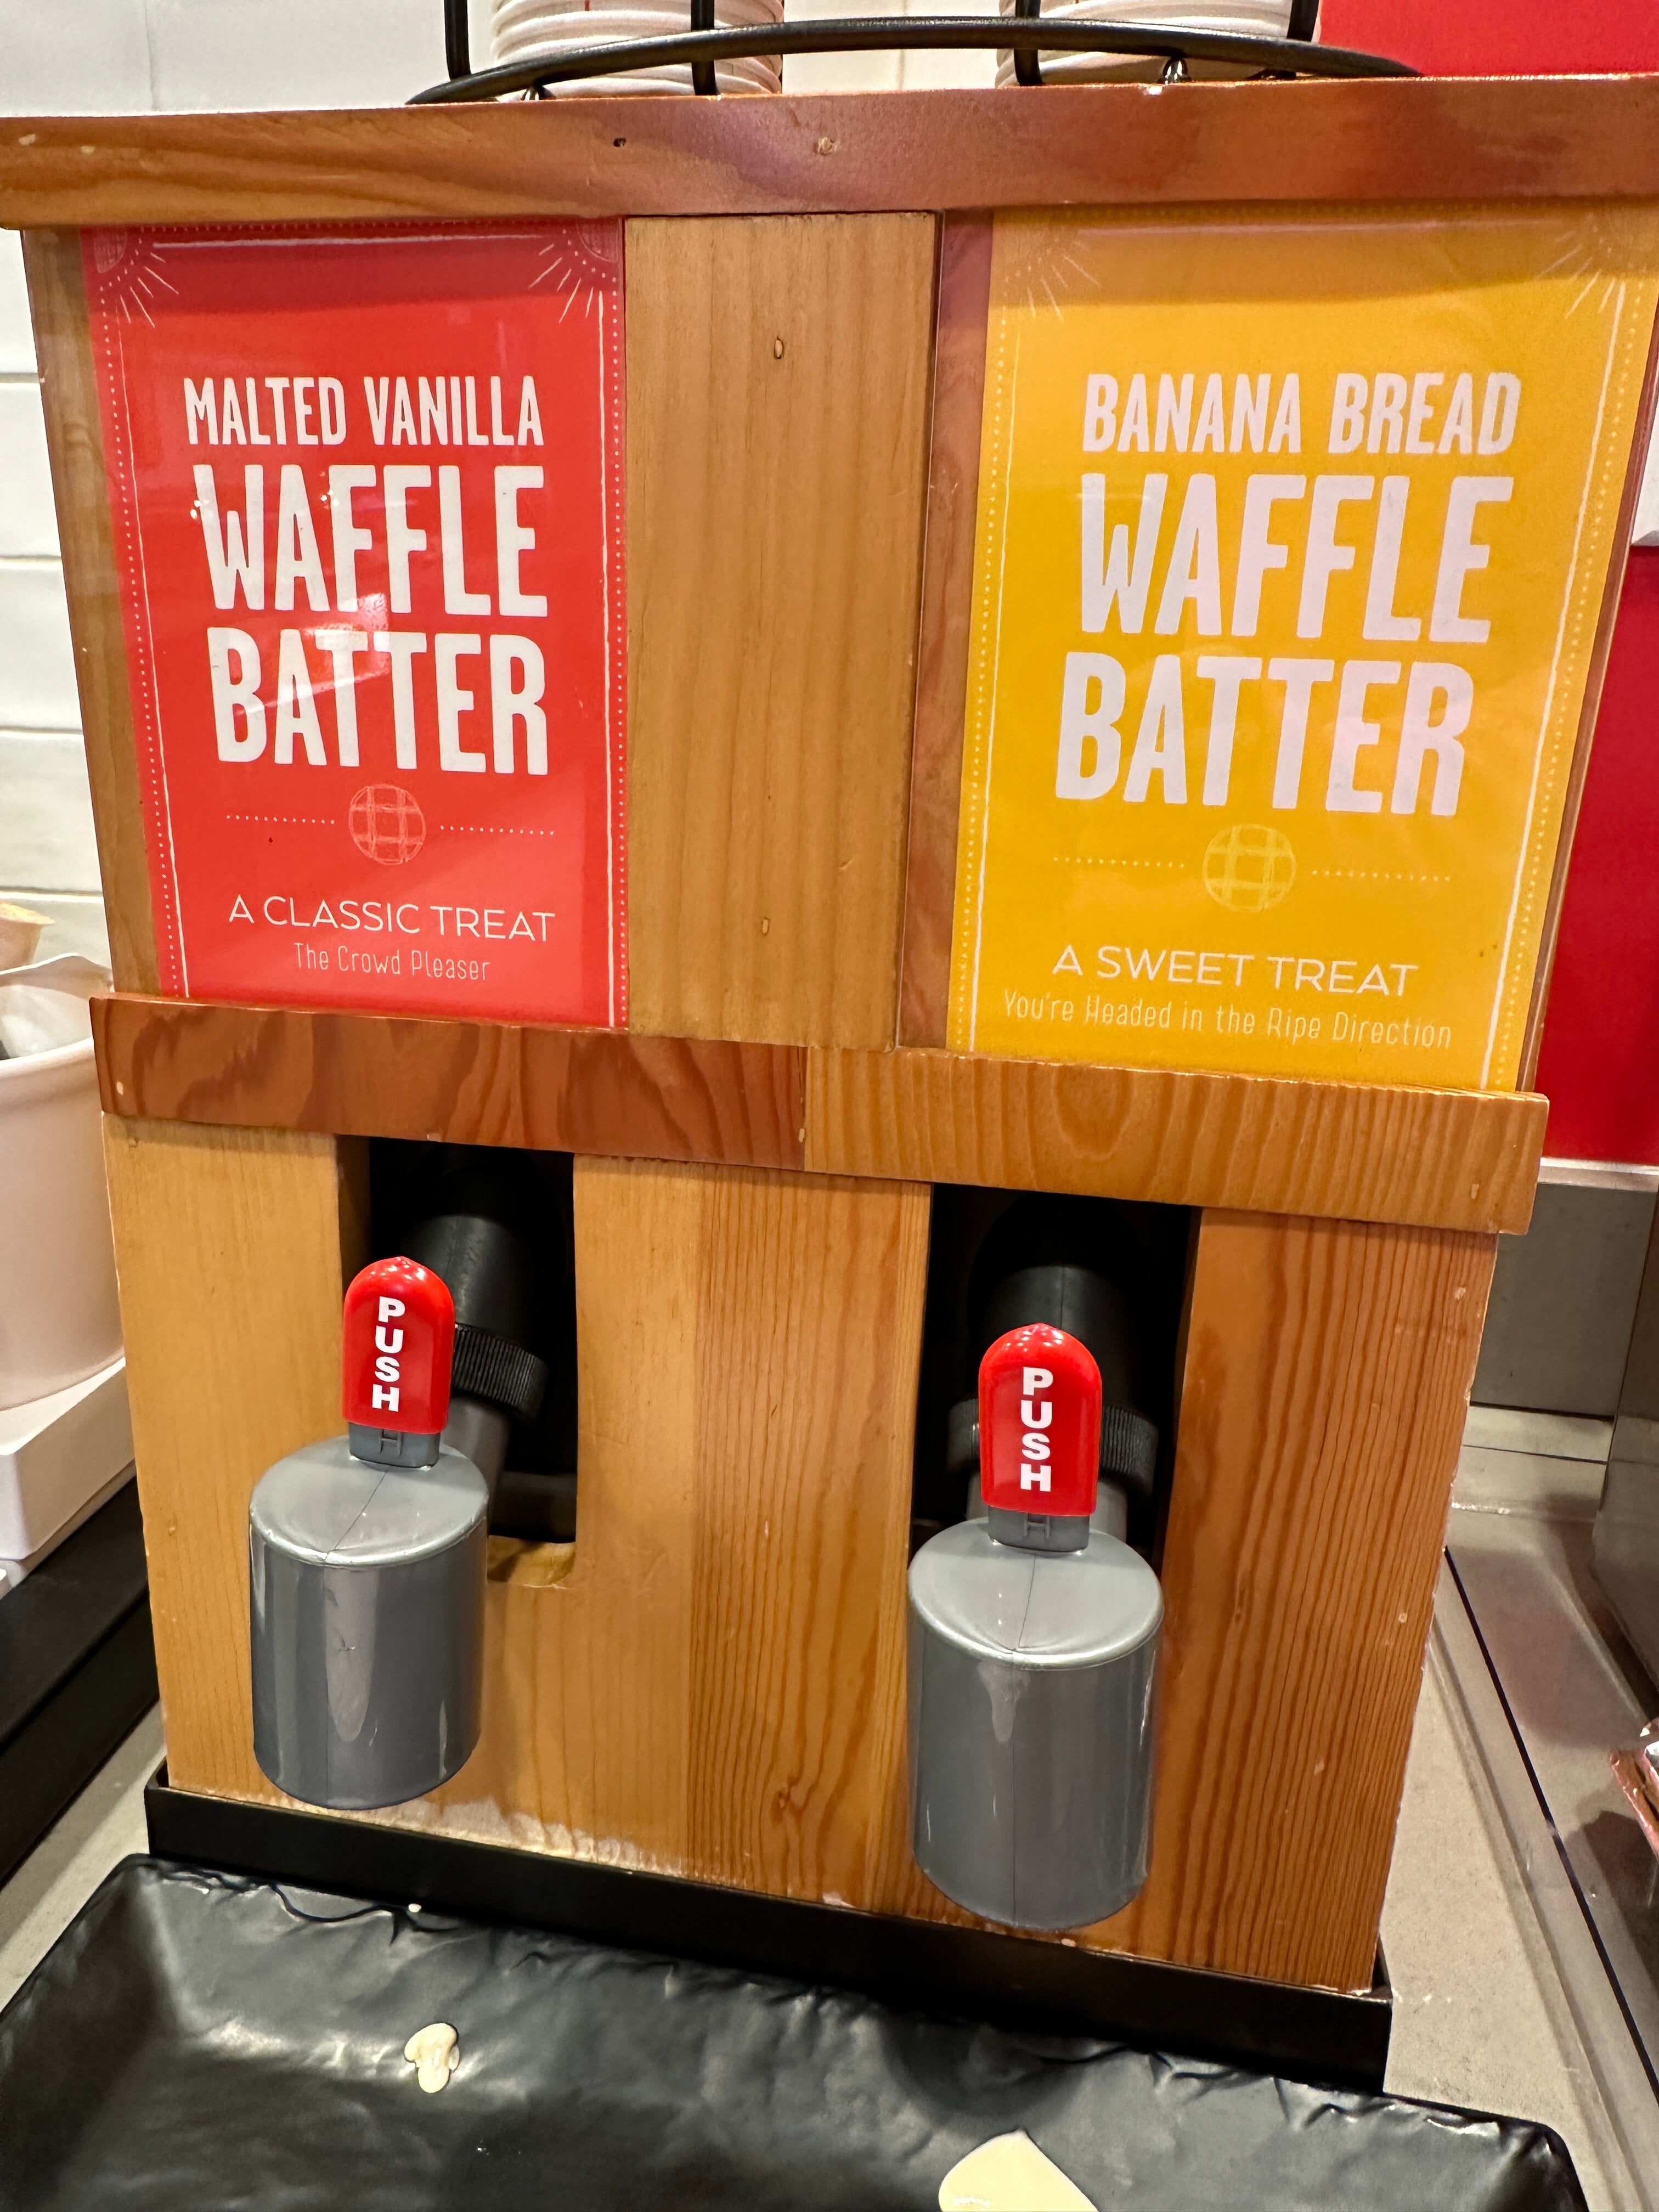 MALTED VANILLA
WAFFLE
BATTER
A CLASSIC TREAT
The Crowd Pleaser
BANANA BREAD
WAFFLE
BATTER
A SWEET TREAT
You're Headed in the Ripe Direction
PUSH
PUSH